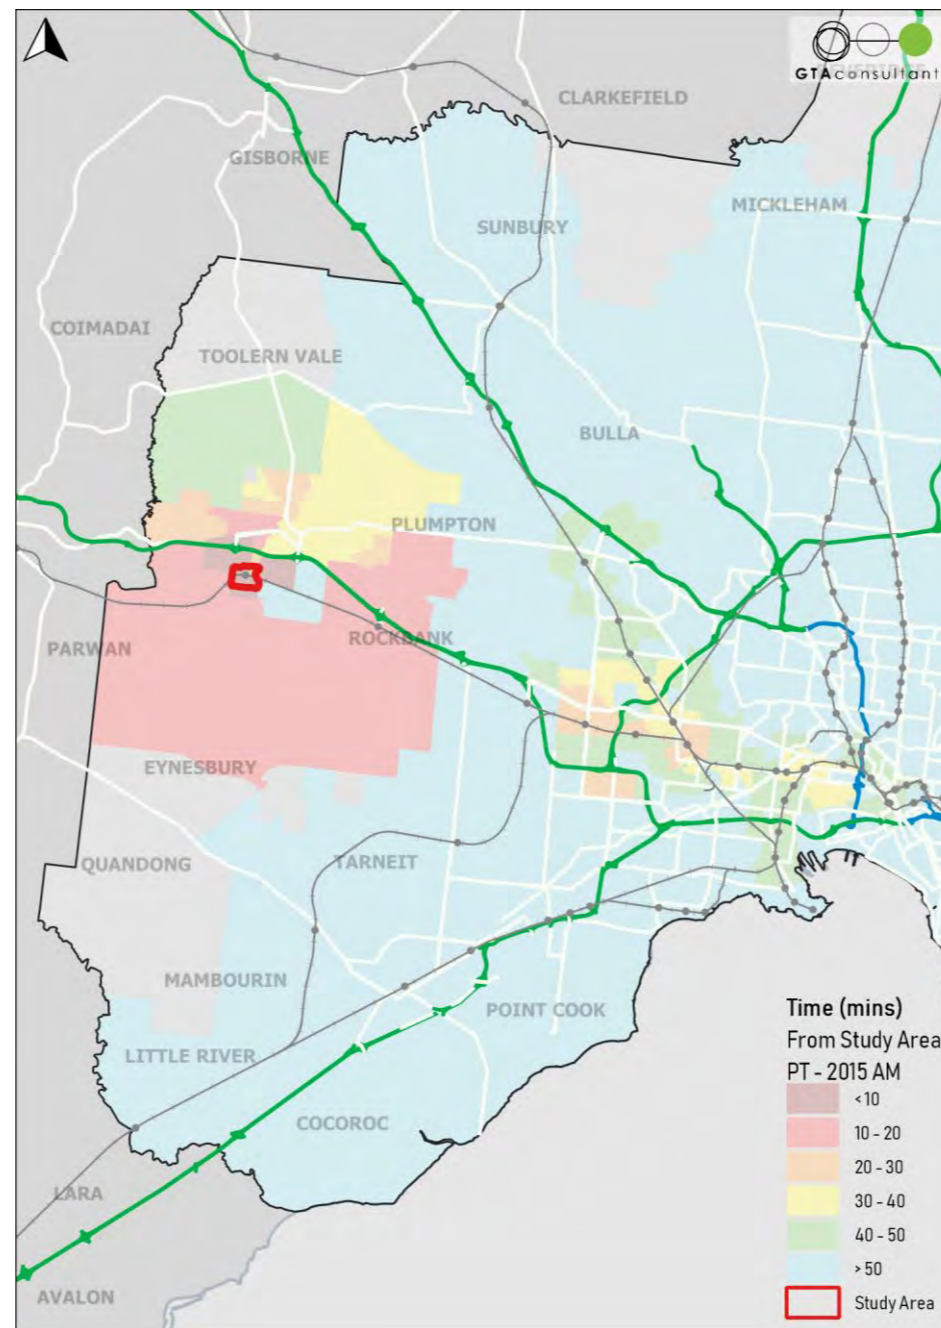 GTAconsultant
CLARKEFIELD
GISBORNE
MICKLEHAM
SUNBURY
COIMADAI
TOOLERN VALE
BULLA
PLUMPTON
PARWAN
ROCKBANK
EYNESBURY
QUANDONG
TARNEIT
MAMBOURIN
POINT COOK
LITTLE RIVER
COCOROC
LARA
AVALON
Time (mins)
From Study Area
PT - 2015 AM
<10
10 - 20
20 - 30
30 - 40
40 - 50
> 50
Study Area